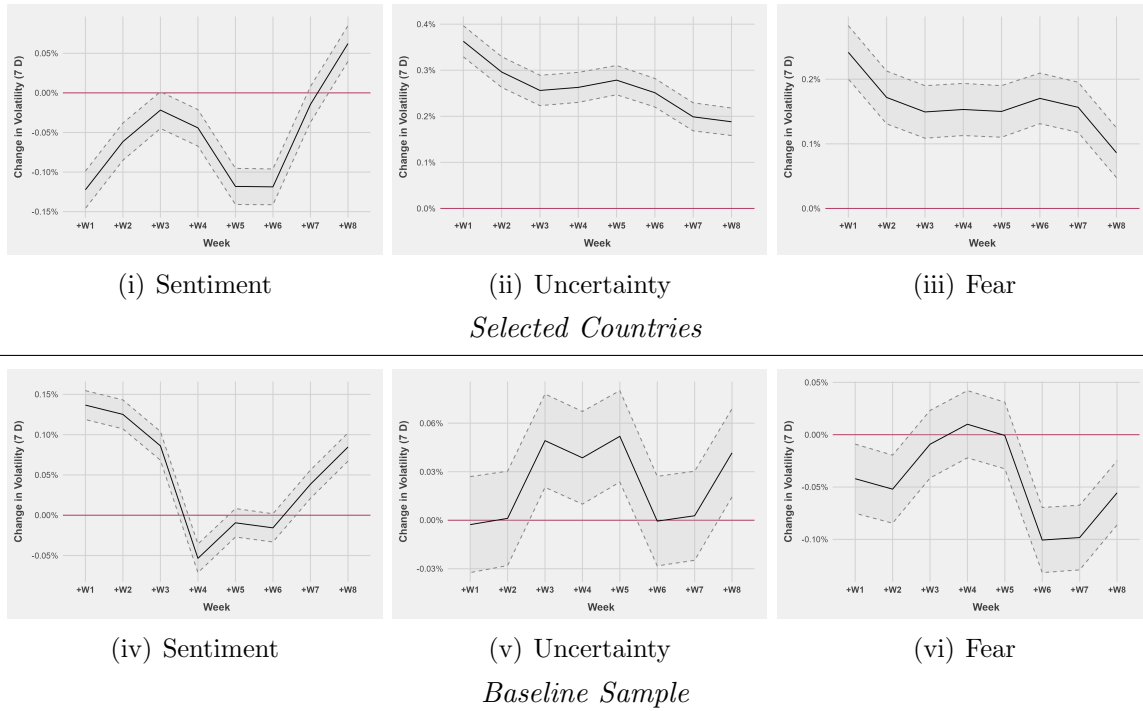 Change in Volatility (7 D)
0.05%
0.00%
-0.05%
-0.10%
-0.15%
+W1 +W2 +W3 +W4 +W5 +W6 +W7 +W8
Week
(i) Sentiment
Change in Volatility (7 D)
0.4%
0.3%
0.2%
0.1%
0.0%
+W1 +W2 +W3 +W4 +W5 +W6 +W7 +W8
Week
(ii) Uncertainty
Change in Volatility (7 D)
0.2%
0.1%
0.0%
+W1 +W2 +W3 +W4 +W5 +W6 +W7 +W8
Week
(iii) Fear
Selected Countries
Change in Volatility (7 D)
0.15%
0.10%
0.05%
0.00%
-0.05%
+W1 +W2 +W3 +W4 +W5 +W6 +W7 +W8
Week
(iv) Sentiment
Change in Volatility (7 D)
0.06%
0.03%
0.00%
-0.03%
+W1 +W2 +W3 +W4 +W5 +W6 +W7 +W8
Week
(v) Uncertainty
Change in Volatility (7 D)
0.05%
0.00%
-0.05%
-0.10%
+W1 +W2 +W3 +W4 +W5 +W6 +W7 +W8
Week
(vi) Fear
Baseline Sample